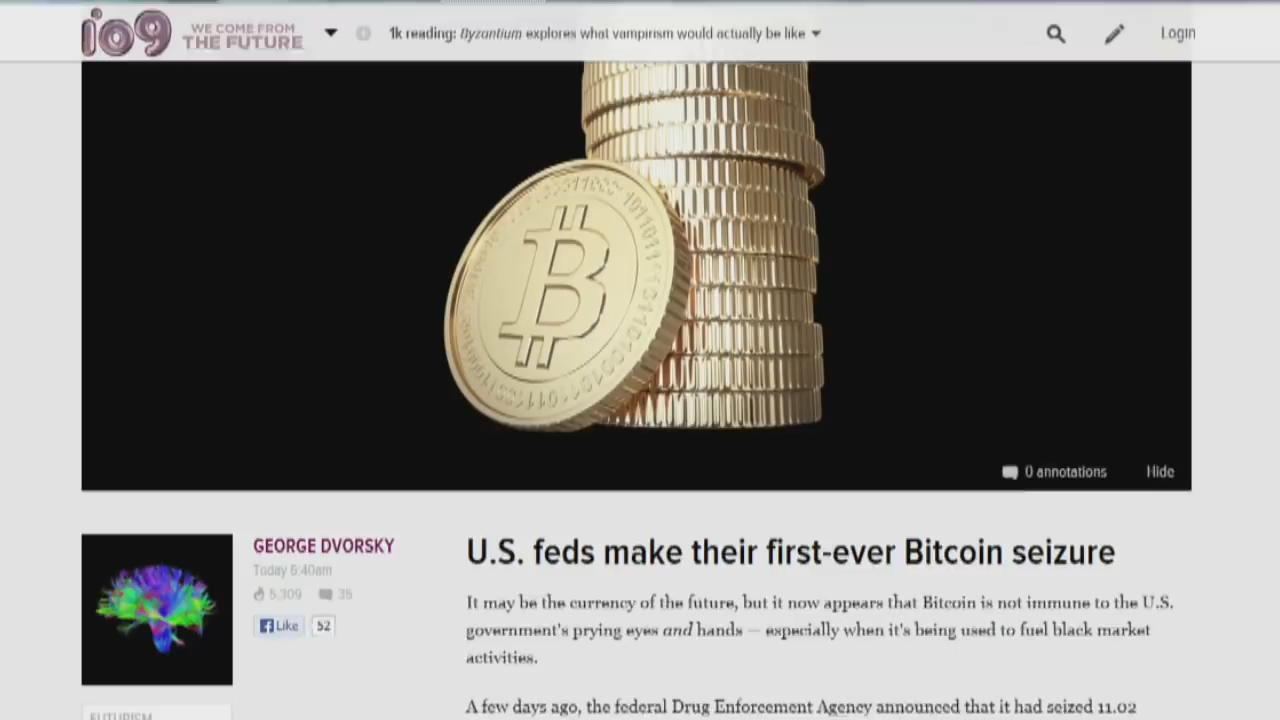 io9 WE COME FROM
THE FUTURE
1k reading: Byzantium explores what vampirism would actually be like
Login
B
0 annotations Hide
GEORGE DVORSKY
Today 6:40am
5,309 35
Like 52
FUTURISM
U.S. feds make their first-ever Bitcoin seizure
It may be the currency of the future, but it now appears that Bitcoin is not immune to the U.S.
government's prying eyes and hands — especially when it's being used to fuel black market
activities.
A few days ago, the federal Drug Enforcement Agency announced that it had seized 11.02